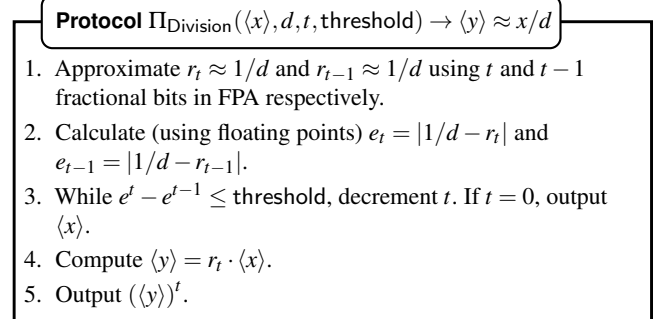 Protocol Π_Division(⟨x⟩, d, t, threshold) → ⟨y⟩ ≈ x/d
1. Approximate r_t ≈ 1/d and r_{t−1} ≈ 1/d using t and t − 1
fractional bits in FPA respectively.
2. Calculate (using floating points) e_t = |1/d − r_t| and
e_{t−1} = |1/d − r_{t−1}|.
3. While e^t − e^{t−1} ≤ threshold, decrement t. If t = 0, output
⟨x⟩.
4. Compute ⟨y⟩ = r_t · ⟨x⟩.
5. Output (⟨y⟩)^t.